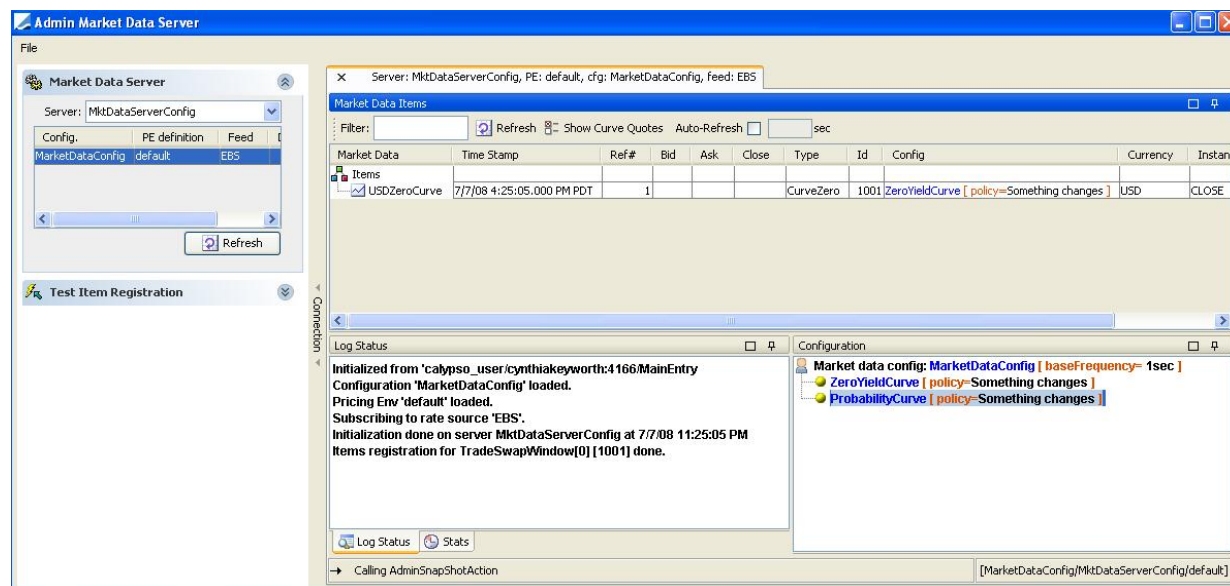 Admin Market Data Server
File
Market Data Server
Server: MktDataServerConfig
Config. PE definition Feed
MarketDataConfig default EBS
Refresh
Test Item Registration
Connection
Server: MktDataServerConfig, PE: default, cfg: MarketDataConfig, feed: EBS
Market Data Items
Filter: Refresh Show Curve Quotes Auto-Refresh sec
Market Data Time Stamp Ref# Bid Ask Close Type Id Config Currency Instan
Items
USDZeroCurve 7/7/08 4:25:05.000 PM PDT 1 CurveZero 1001 ZeroYieldCurve [ policy=Something changes ] USD CLOSE
Log Status
Initialized from 'calypso_user/cynthiakeyworth:4166/MainEntry
Configuration 'MarketDataConfig' loaded.
Pricing Env 'default' loaded.
Subscribing to rate source 'EBS'.
Initialization done on server MktDataServerConfig at 7/7/08 11:25:05 PM
Items registration for TradeSwapWindow[0] [1001] done.
Log Status Stats
Configuration
Market data config: MarketDataConfig [ baseFrequency= 1sec ]
ZeroYieldCurve [ policy=Something changes ]
ProbabilityCurve [ policy=Something changes ]
Calling AdminSnapShotAction
[MarketDataConfig/MktDataServerConfig/default]